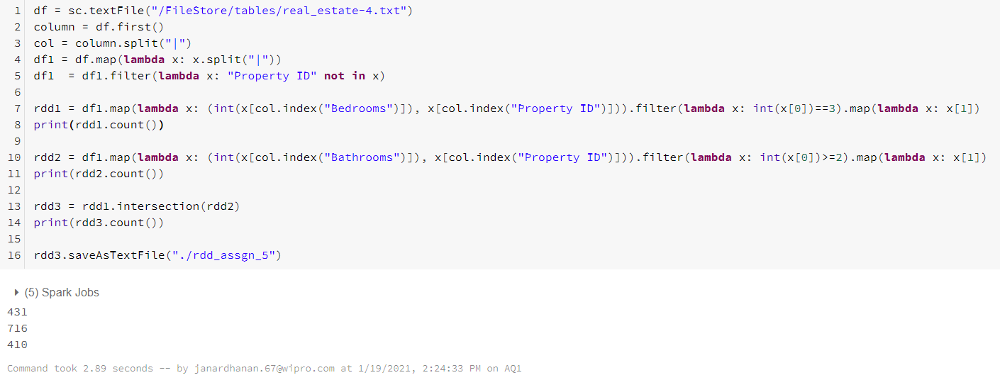 1 df = sc.textFile("/FileStore/tables/real_estate-4.txt")
2 column = df.first()
3 col = column.split("|")
4 df1 = df.map(lambda x: x.split("|"))
5 df1  = df1.filter(lambda x: "Property ID" not in x)
6
7 rdd1 = df1.map(lambda x: (int(x[col.index("Bedrooms")]), x[col.index("Property ID")])).filter(lambda x: int(x[0])==3).map(lambda x: x[1])
8 print(rdd1.count())
9
10 rdd2 = df1.map(lambda x: (int(x[col.index("Bathrooms")]), x[col.index("Property ID")])).filter(lambda x: int(x[0])>=2).map(lambda x: x[1])
11 print(rdd2.count())
12
13 rdd3 = rdd1.intersection(rdd2)
14 print(rdd3.count())
15
16 rdd3.saveAsTextFile("./rdd_assgn_5")
(5) Spark Jobs
431
716
410
Command took 2.89 seconds -- by janardhanan.67@wipro.com at 1/19/2021, 2:24:33 PM on AQ1